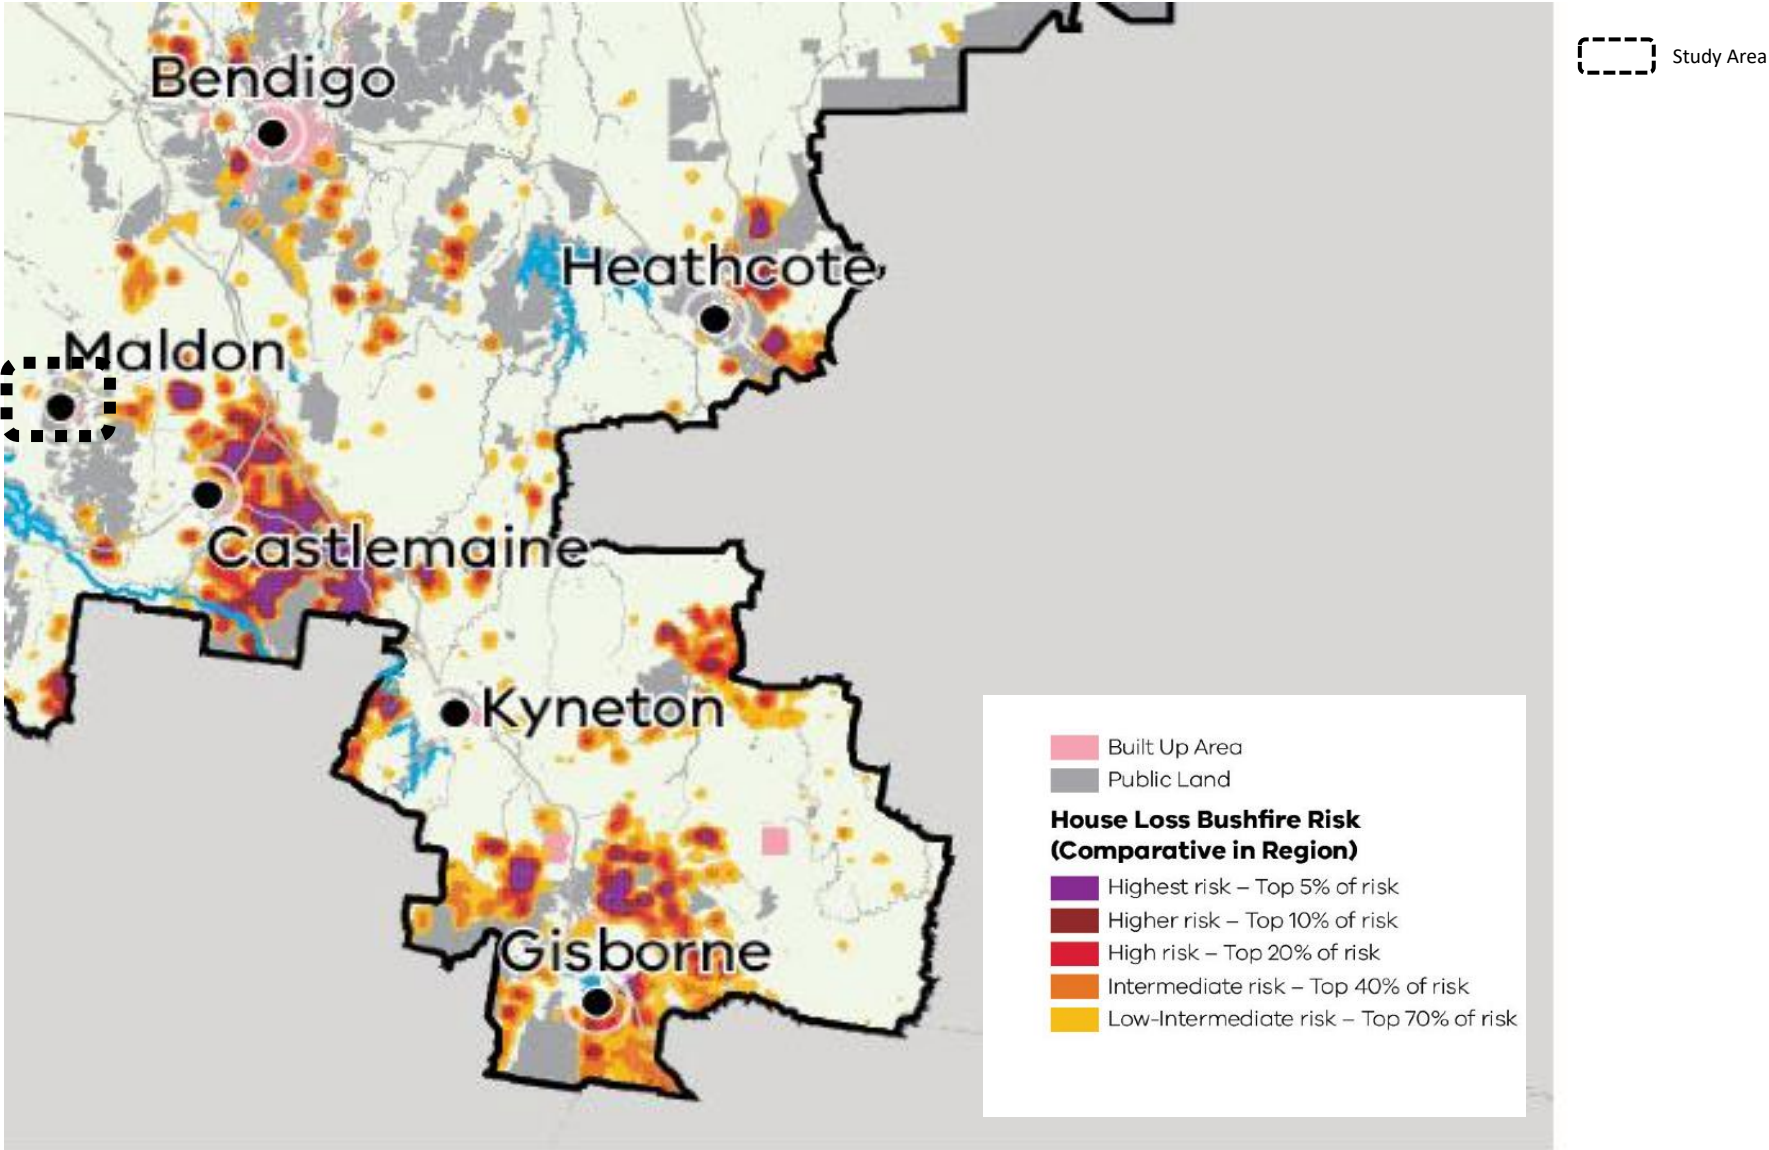 Bendigo
Study Area
Heathcote
Maldon
Castlemaine
Kyneton
Gisborne
Built Up Area
Public Land
House Loss Bushfire Risk
(Comparative in Region)
Highest risk – Top 5% of risk
Higher risk – Top 10% of risk
High risk – Top 20% of risk
Intermediate risk – Top 40% of risk
Low-Intermediate risk – Top 70% of risk